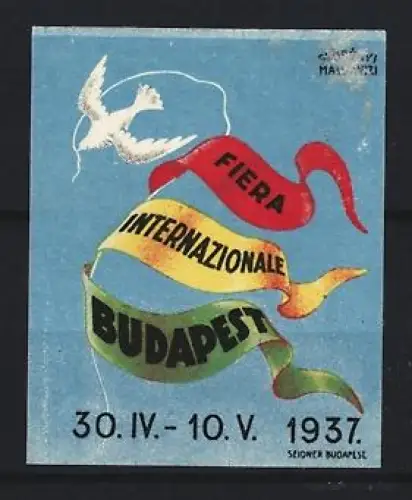 FIERA
INTERNAZIONALE
BUDAPEST
30. IV. - 10. V. 1937.
SEIDNER BUDAPEST